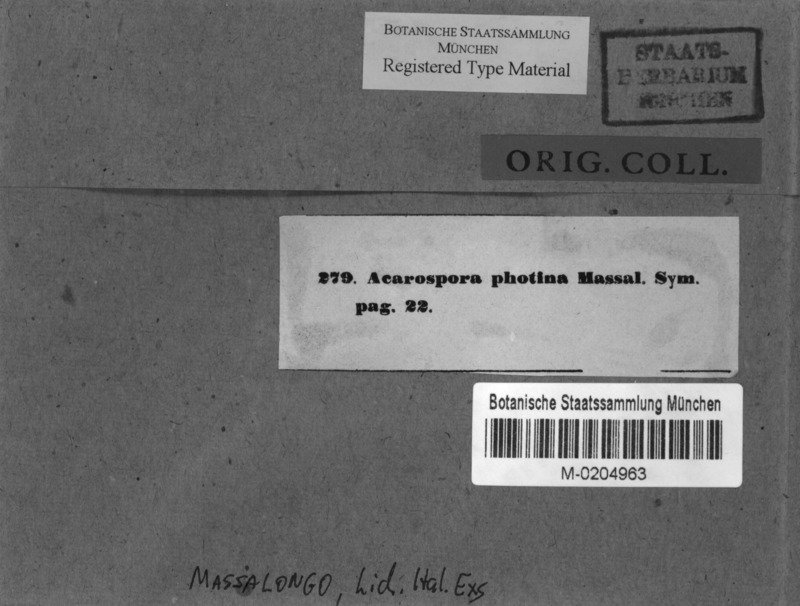 BOTANISCHE STAATSSAMMLUNG
MÜNCHEN
Registered Type Material
STAATS-
HERBARIUM
MÜNCHEN
ORIG. COLL.
279. Acarospora photina Massal. Sym.
pag. 22.
Botanische Staatssammlung München
M-0204963
MASSALONGO, Lich. Ital. Exs